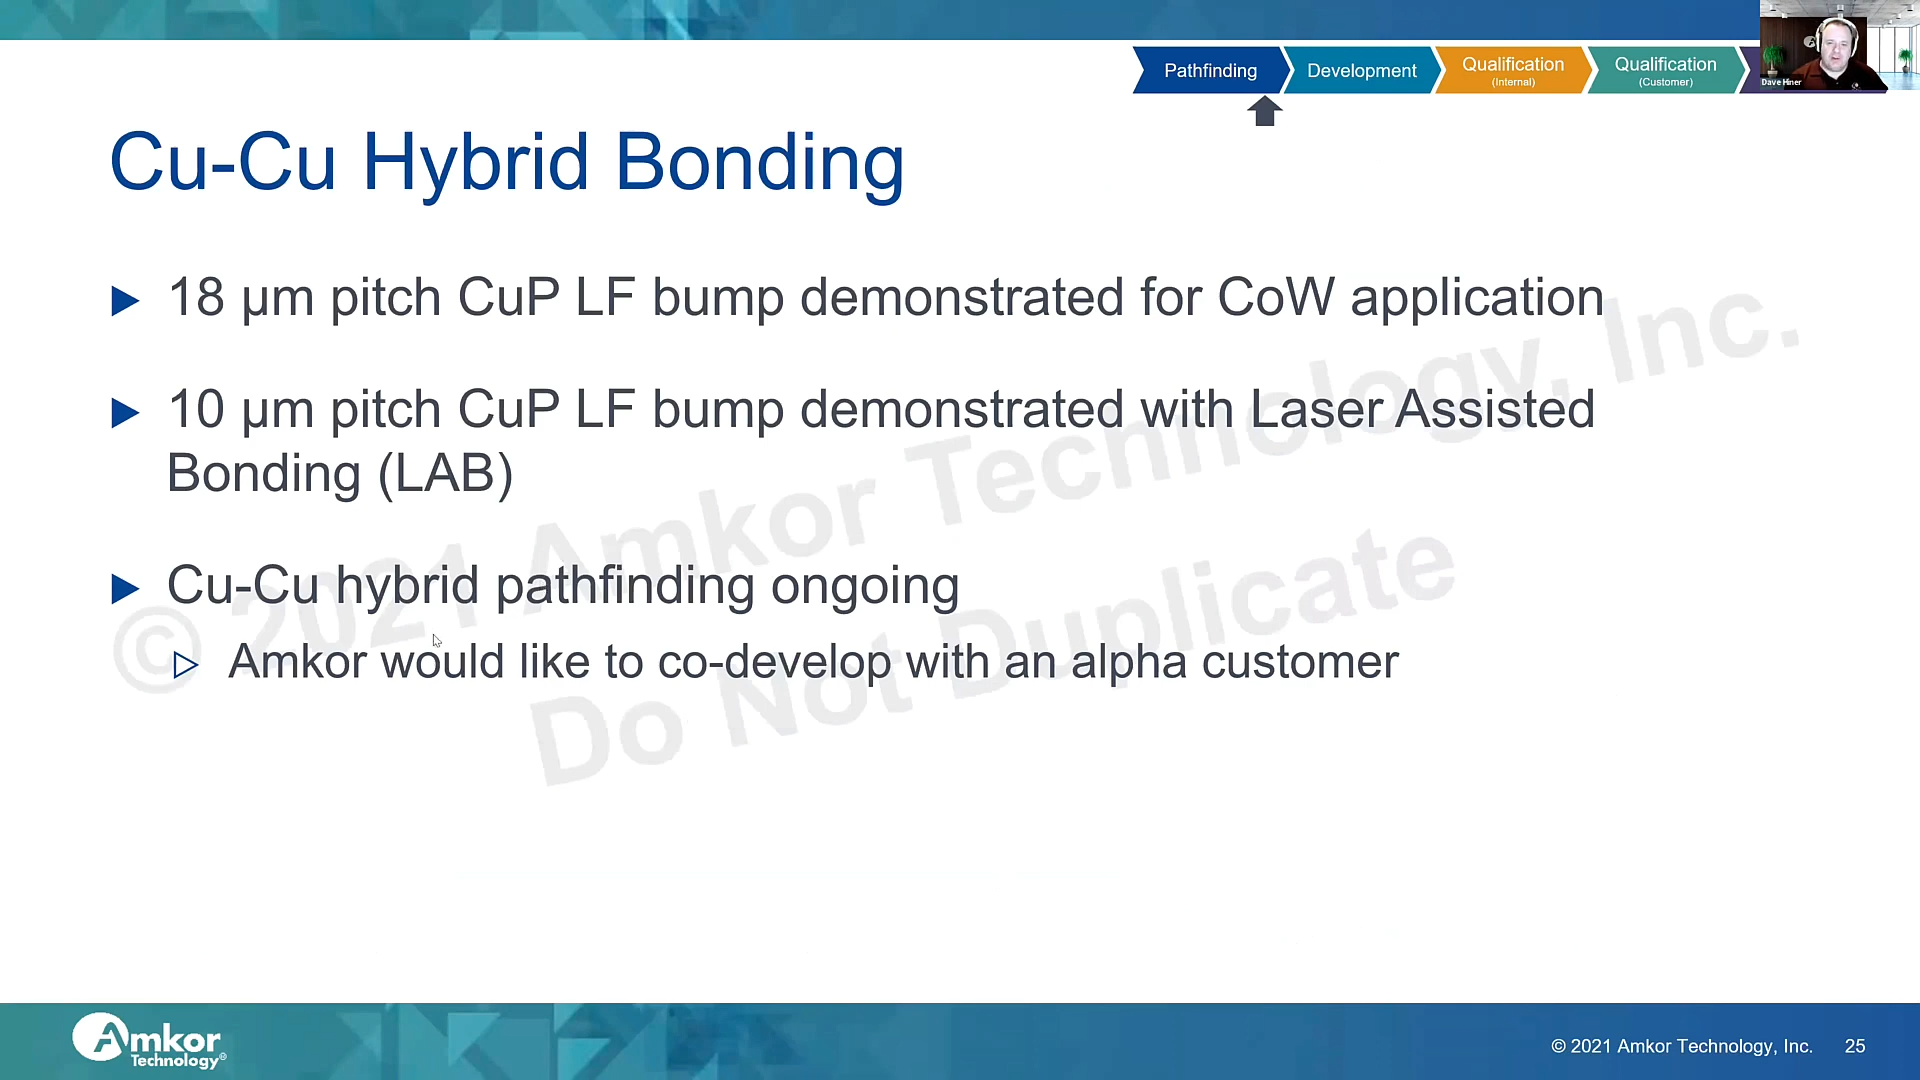 Pathfinding
Development
Qualification
(Internal)
Qualification
(Customer)
Dave Hiner
Cu-Cu Hybrid Bonding
18 µm pitch CuP LF bump demonstrated for CoW application
10 µm pitch CuP LF bump demonstrated with Laser Assisted
Bonding (LAB)
Cu-Cu hybrid pathfinding ongoing
Amkor would like to co-develop with an alpha customer
© 2021 Amkor Technology, Inc.
Do Not Duplicate
Amkor
Technology®
© 2021 Amkor Technology, Inc.
25